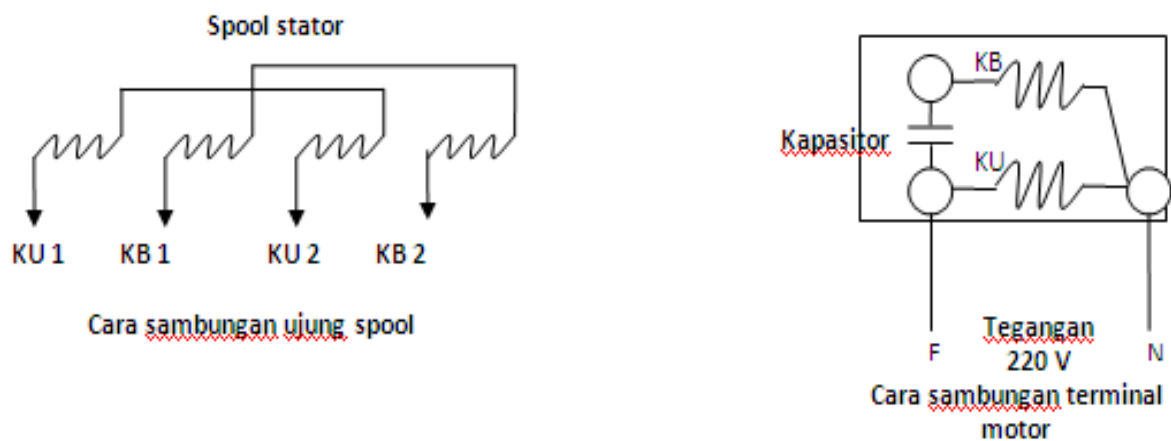 Spool stator
KU 1
KB 1
KU 2
KB 2
Cara sambungan ujung spool
KB
Kapasitor
KU
F
Tegangan
220 V
N
Cara sambungan terminal
motor